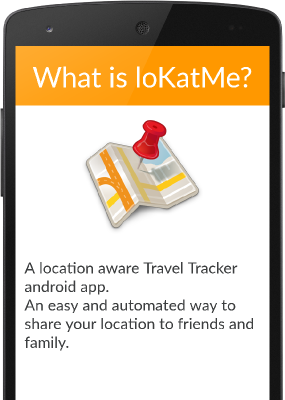 What is loKatMe?
A location aware Travel Tracker
android app.
An easy and automated way to
share your location to friends and
family.